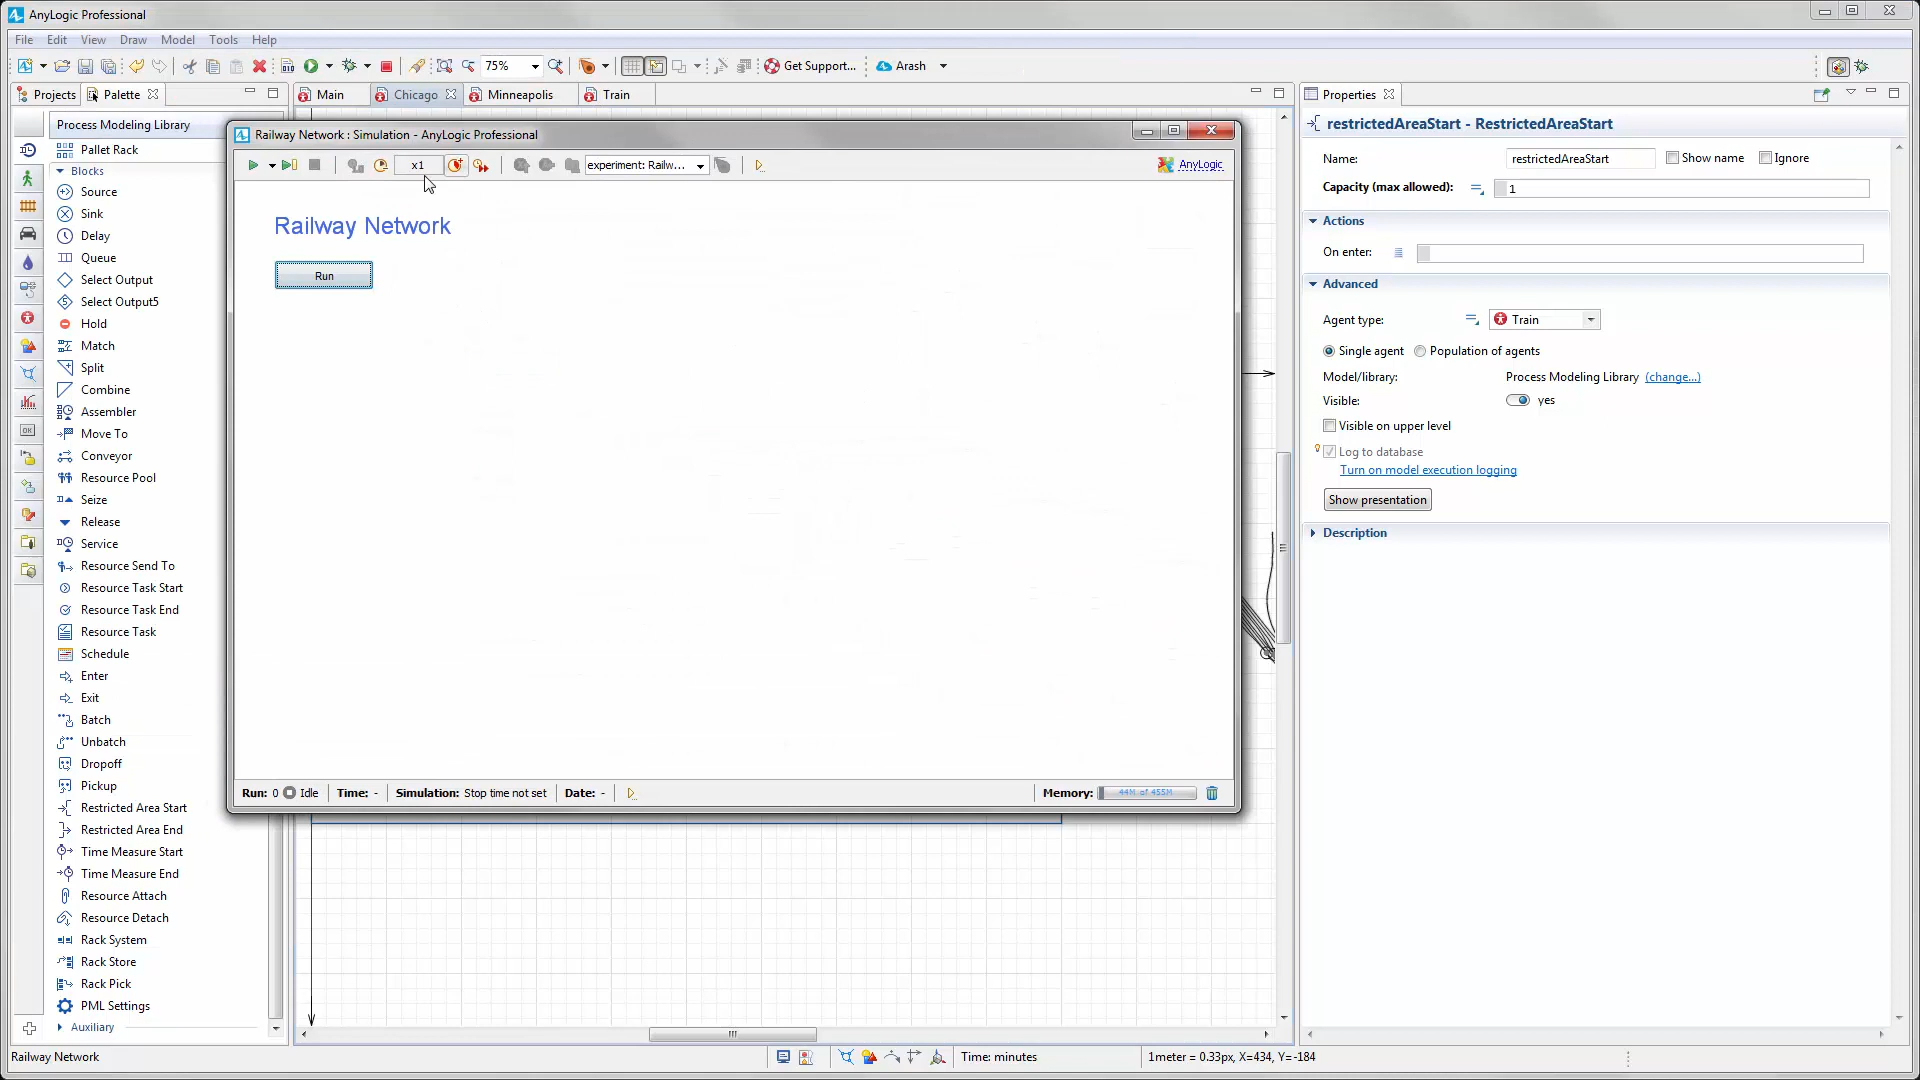 AnyLogic Professional
File Edit View Draw Model Tools Help
75% Get Support... Arash
Projects Palette Main Chicago Minneapolis Train Properties
Process Modeling Library
Pallet Rack
Blocks
Source
Sink
Delay
Queue
Select Output
Select Output5
Hold
Match
Split
Combine
Assembler
Move To
Conveyor
Resource Pool
Seize
Release
Service
Resource Send To
Resource Task Start
Resource Task End
Resource Task
Schedule
Enter
Exit
Batch
Unbatch
Dropoff
Pickup
Restricted Area Start
Restricted Area End
Time Measure Start
Time Measure End
Resource Attach
Resource Detach
Rack System
Rack Store
Rack Pick
PML Settings
Auxiliary
Railway Network : Simulation - AnyLogic Professional
x1 experiment: Railw... AnyLogic
Railway Network
Run
Run: 0 Idle Time: - Simulation: Stop time not set Date: - Memory: 44M of 455M
restrictedAreaStart - RestrictedAreaStart
Name: restrictedAreaStart Show name Ignore
Capacity (max allowed): 1
Actions
On enter:
Advanced
Agent type: Train
Single agent Population of agents
Model/library: Process Modeling Library (change...)
Visible: yes
Visible on upper level
Log to database
Turn on model execution logging
Show presentation
Description
Railway Network Time: minutes 1meter = 0.33px, X=434, Y=-184